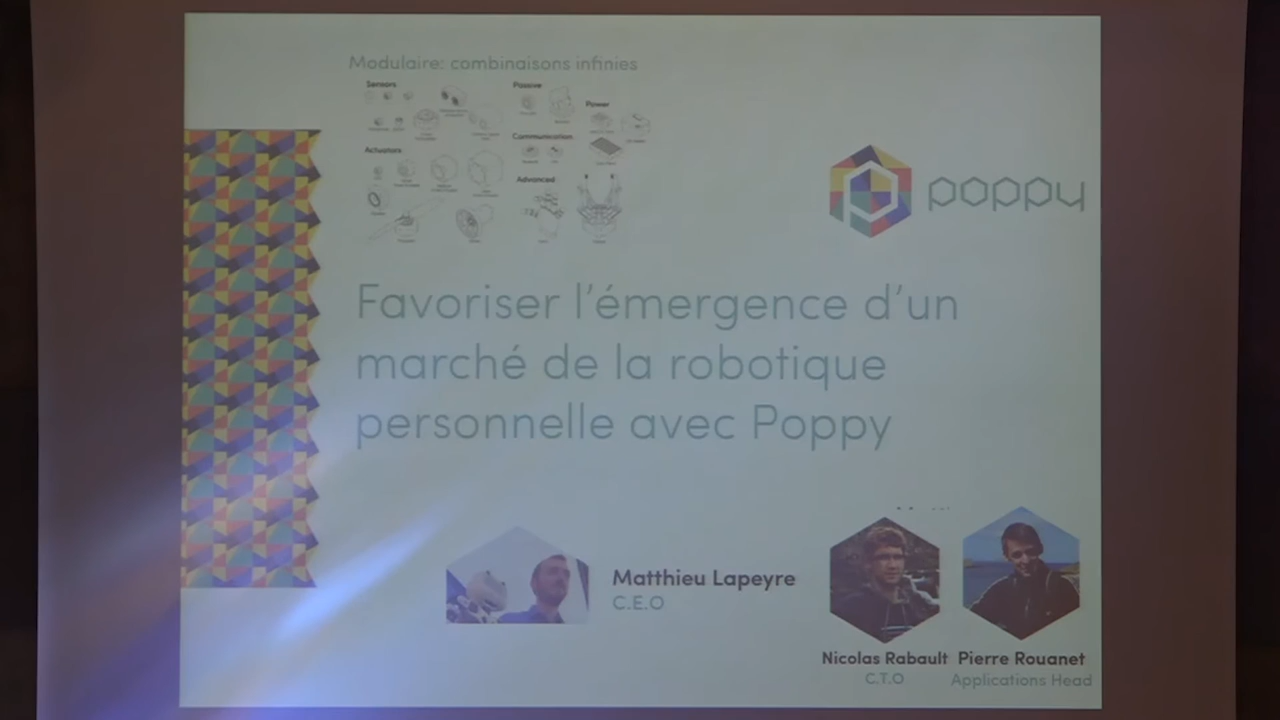 Modulaire: combinaisons infinies
Sensors
Passive
Power
Communication
Actuators
Advanced
poppy
Favoriser l'émergence d'un
marché de la robotique
personnelle avec Poppy
Matthieu Lapeyre
C.E.O
Nicolas Rabault
C.T.O
Pierre Rouanet
Applications Head